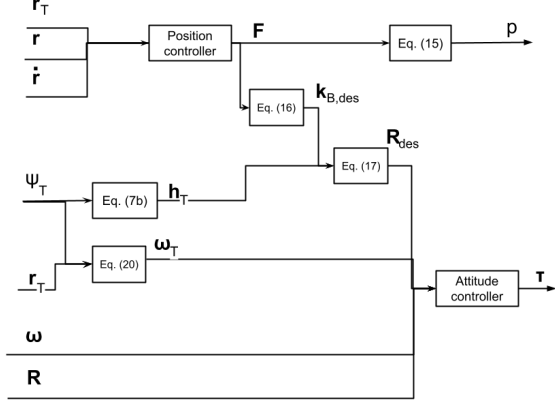 r_T
r
ṙ
Position
controller
F
Eq. (15)
p
Eq. (16)
k_B,des
R_des
Eq. (17)
Ψ_T
Eq. (7b)
h_T
ω_T
Eq. (20)
r_T
Attitude
controller
τ
ω
R